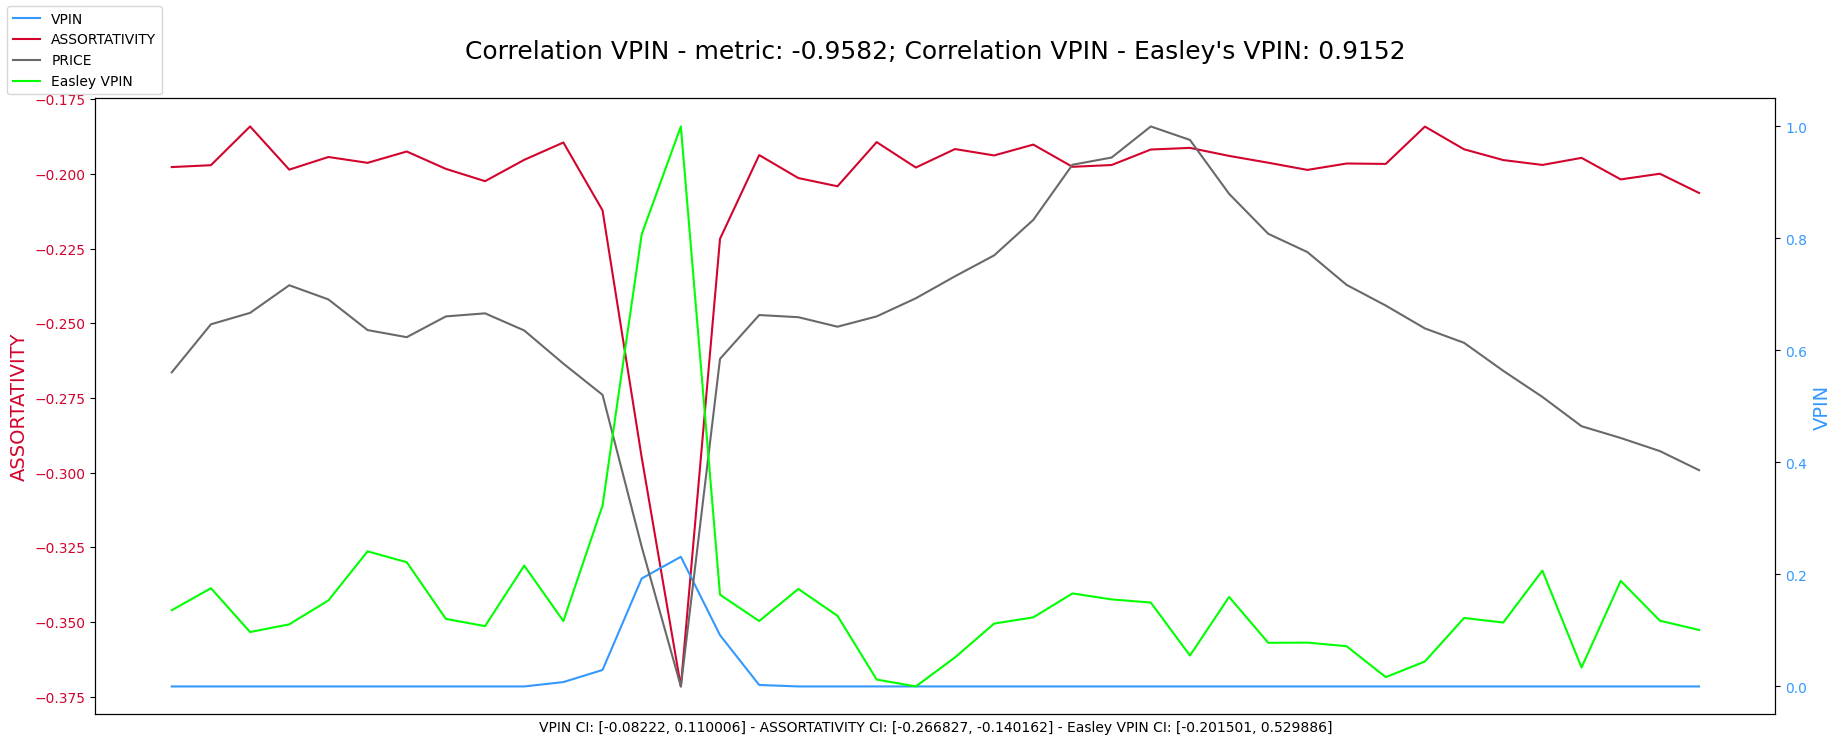 VPIN
ASSORTATIVITY
PRICE
Easley VPIN
Correlation VPIN - metric: -0.9582; Correlation VPIN - Easley's VPIN: 0.9152
−0.175
−0.200
−0.225
−0.250
−0.275
−0.300
−0.325
−0.350
−0.375
ASSORTATIVITY
1.0
0.8
0.6
0.4
0.2
0.0
VPIN
VPIN CI: [-0.08222, 0.110006] - ASSORTATIVITY CI: [-0.266827, -0.140162] - Easley VPIN CI: [-0.201501, 0.529886]